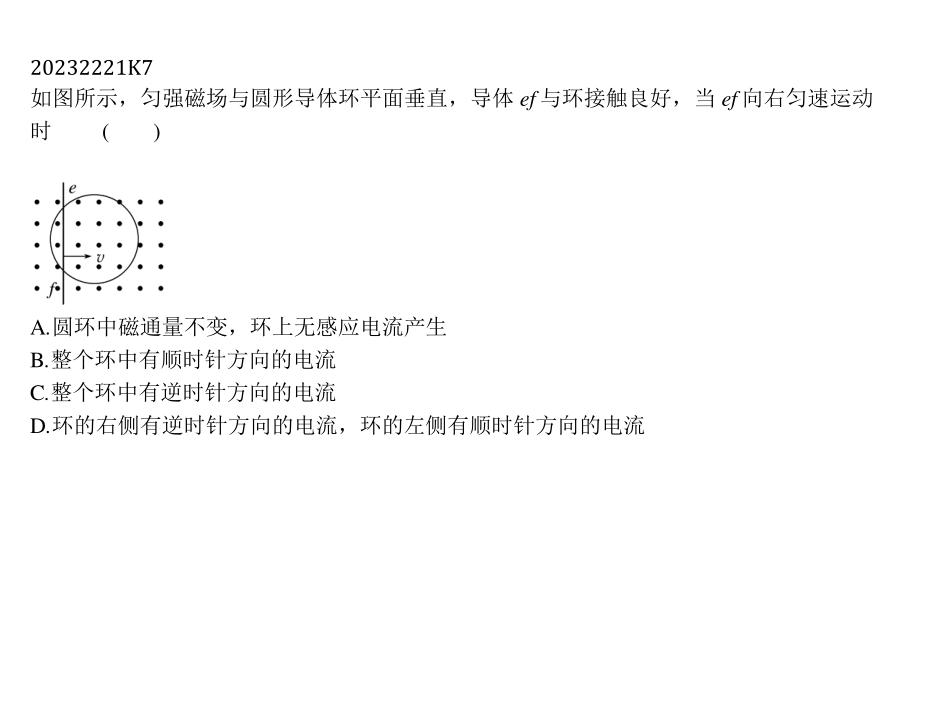 20232221K7
如图所示，匀强磁场与圆形导体环平面垂直，导体 ef 与环接触良好，当 ef 向右匀速运动
时 ( )
e
v
f
A.圆环中磁通量不变，环上无感应电流产生
B.整个环中有顺时针方向的电流
C.整个环中有逆时针方向的电流
D.环的右侧有逆时针方向的电流，环的左侧有顺时针方向的电流